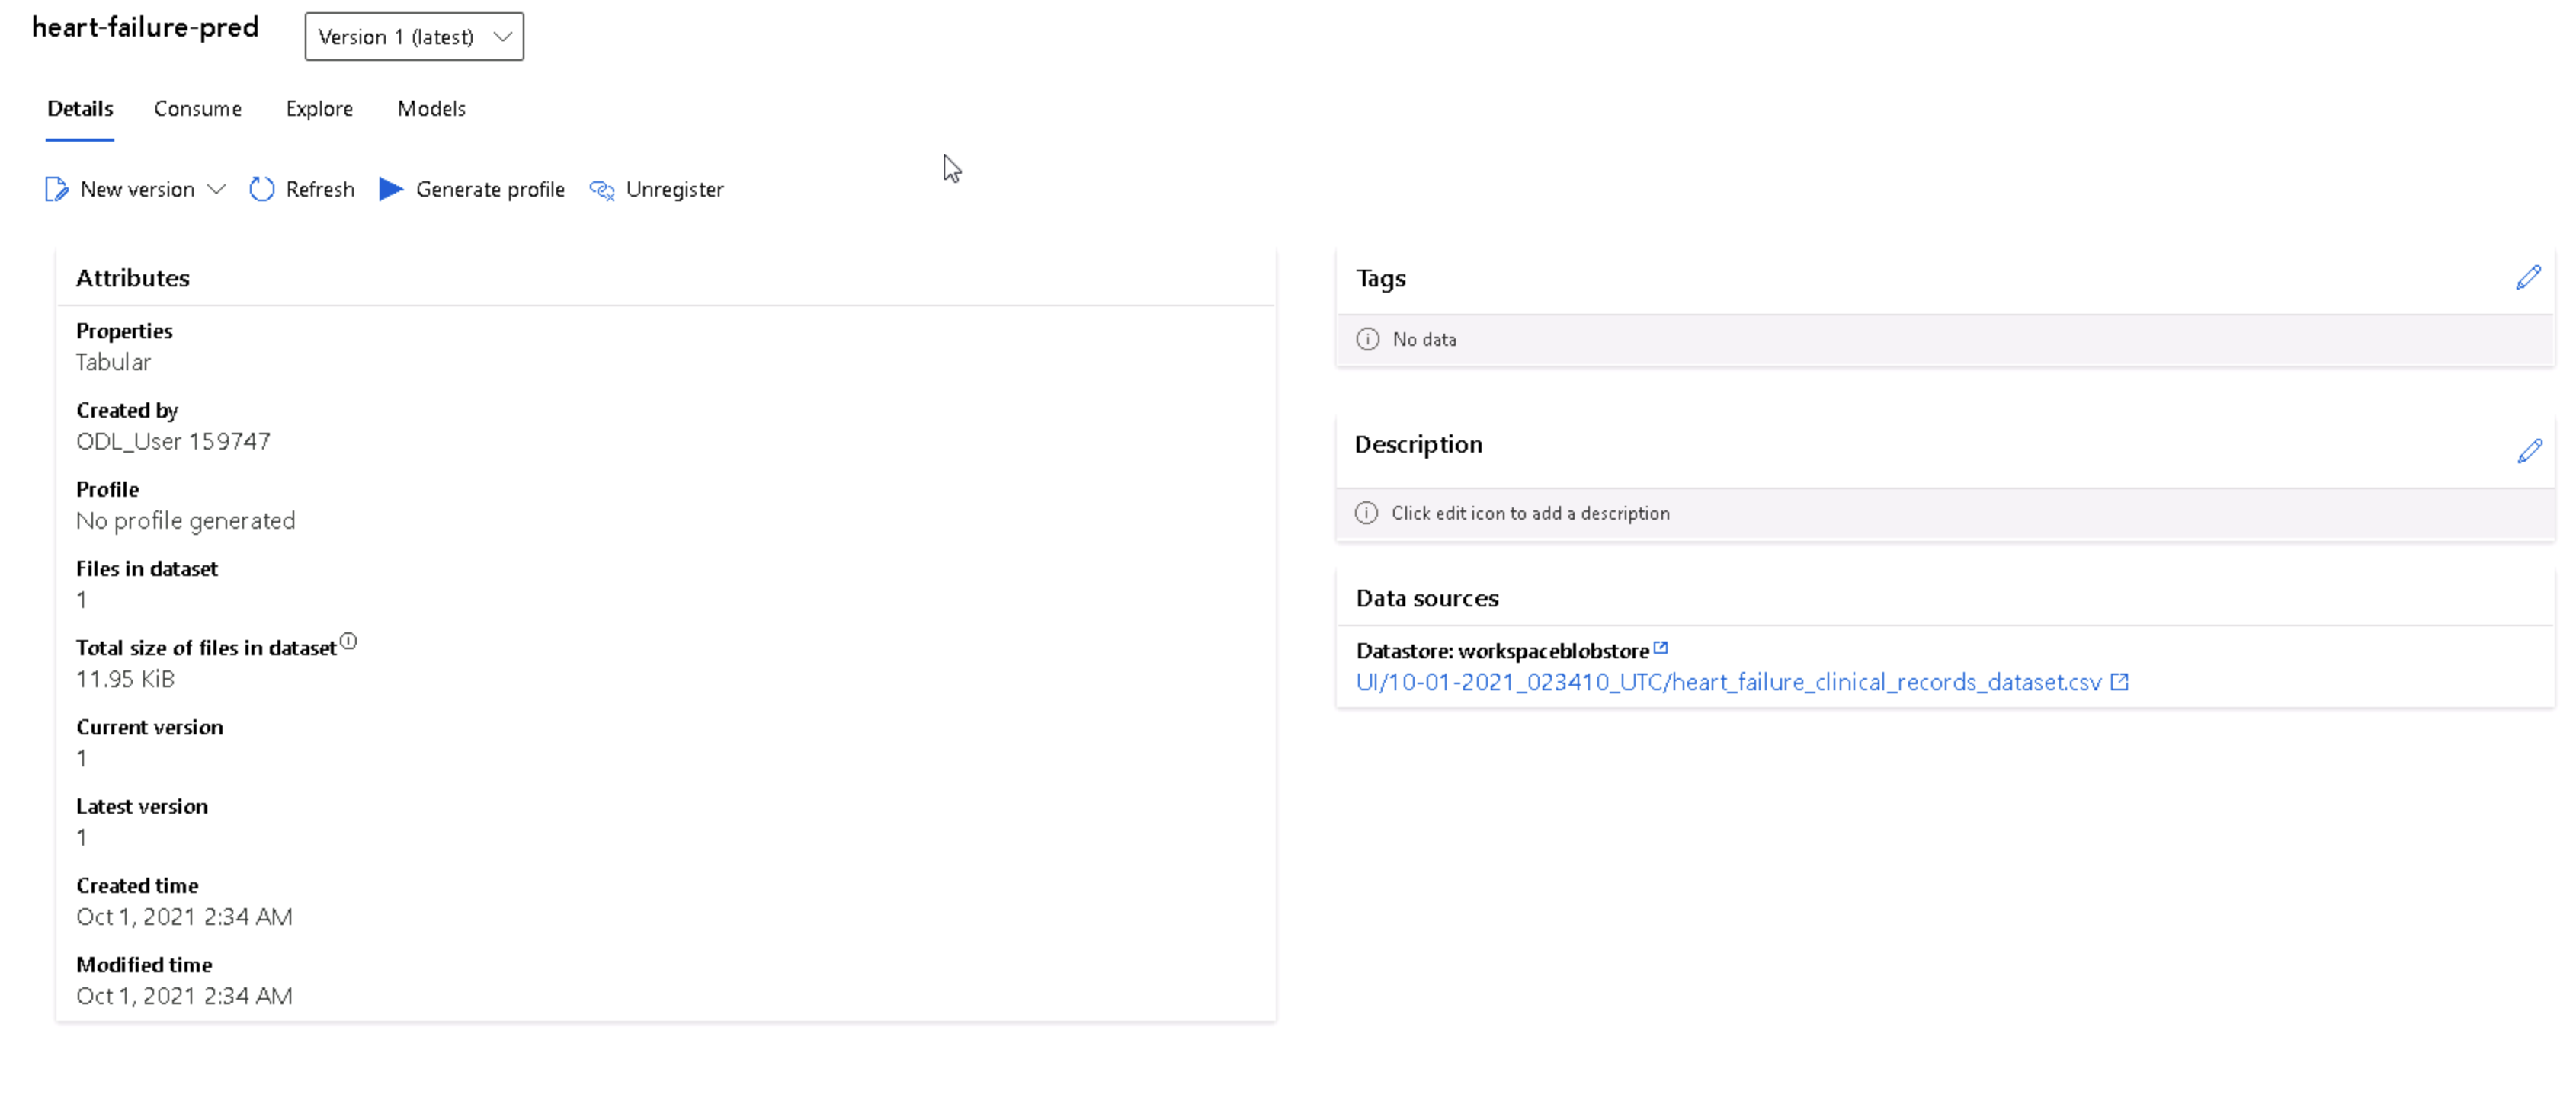 heart-failure-pred
Version 1 (latest)
Details Consume Explore Models
New version Refresh Generate profile Unregister
Attributes
Properties
Tabular
Created by
ODL_User 159747
Profile
No profile generated
Files in dataset
1
Total size of files in dataset
11.95 KiB
Current version
1
Latest version
1
Created time
Oct 1, 2021 2:34 AM
Modified time
Oct 1, 2021 2:34 AM
Tags
No data
Description
Click edit icon to add a description
Data sources
Datastore: workspaceblobstore
UI/10-01-2021_023410_UTC/heart_failure_clinical_records_dataset.csv